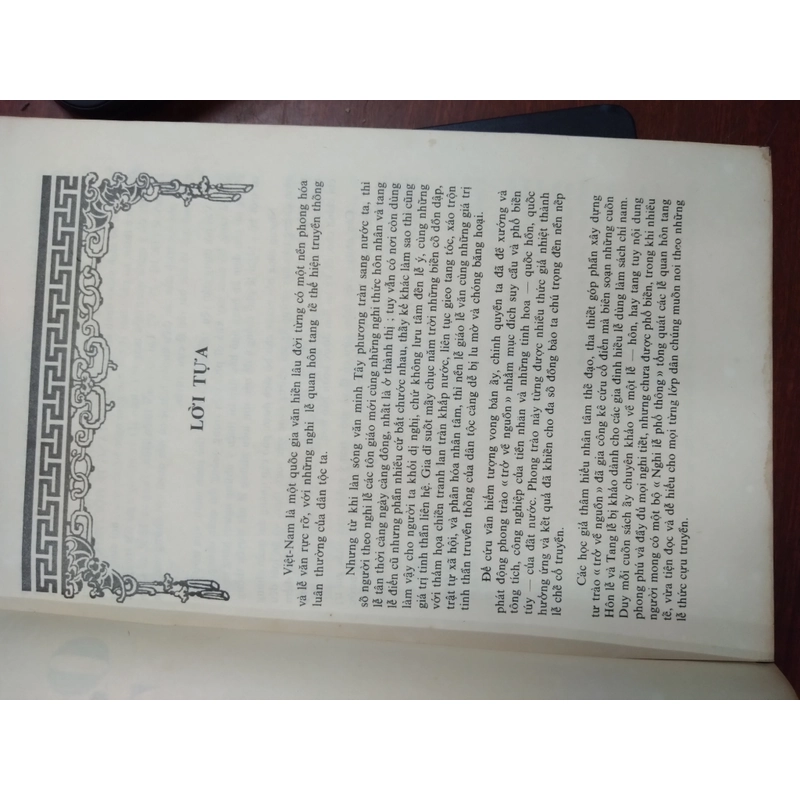 LỜI TỰA
Việt-Nam là một quốc gia văn hiến lâu đời từng có một nền phong hóa
và lễ văn rực rỡ, với những nghi lễ quan hôn tang tế thể hiện truyền thống
luân thường của dân tộc ta.
Nhưng từ khi làn sóng văn minh Tây phương tràn sang nước ta, thì
số người theo nghi lễ các tôn giáo mới cùng những nghi thức hôn nhân và tang
lễ tân thời càng ngày càng đông, nhất là ở thành thị ; tuy vẫn có nơi còn dùng
lễ điển cũ nhưng phần nhiều cứ bắt chước nhau, thấy kẻ khác làm sao thì cũng
làm vậy cho người ta khỏi dị nghị, chứ không lưu tâm đến lễ ý, cùng những
giá trị tinh thần liên hệ. Gia dĩ suốt mấy chục năm trời những biến cố dồn dập,
với thảm họa chiến tranh lan tràn khắp nước, liên tục gieo tang tóc, xáo trộn
trật tự xã hội, và phân hóa nhân tâm, thì nền lễ giáo lễ văn cùng những giá trị
tinh thần truyền thống của dân tộc càng dễ bị lu mờ và chóng băng hoại.
Để cứu vãn hiểm tượng vong bản ấy, chính quyền ta đã đề xướng và
phát động phong trào « trở về nguồn » nhằm mục đích suy cầu và phổ biến
tông tích, công nghiệp của tiền nhân và những tinh hoa — quốc hồn, quốc
túy — của đất nước. Phong trào này từng được nhiều thức giả nhiệt thành
hưởng ứng và kết quả đã khiến cho đa số đồng bào ta chú trọng đến nền nếp
lễ chế cổ truyền.
Các học giả thâm hiểu nhân tâm thế đạo, tha thiết góp phần xây dựng
tư trào « trở về nguồn » đã gia công kê cứu cổ điển mà biên soạn những cuốn
Hôn lễ và Tang lễ bị khảo dành cho các gia đình hiếu lễ dùng làm sách chỉ nam.
Duy mỗi cuốn sách ấy chuyên khảo về một lễ — hôn, hay tang tuy nội dung
phong phú và đầy đủ mọi nghi tiết, nhưng chưa được phổ biến, trong khi nhiều
người mong có một bộ « Nghi lễ phổ thông » tổng quát các lễ quan hôn tang
tế, vừa tiện đọc và dễ hiểu cho mọi từng lớp dân chúng muốn noi theo những
lễ thức cựu truyền.